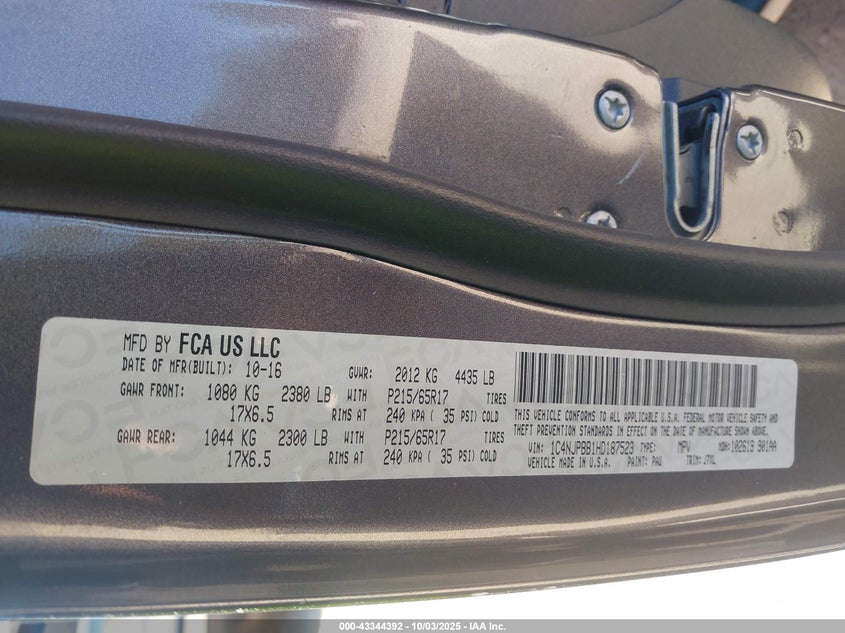 MFD BY FCA US LLC
DATE OF MFR(BUILT): 10-16 GVWR: 2012 KG 4435 LB
GAWR FRONT: 1080 KG 2380 LB WITH P215/65R17 TIRES
17X6.5 RIMS AT 240 KPA ( 35 PSI) COLD
GAWR REAR: 1044 KG 2300 LB WITH P215/65R17 TIRES
17X6.5 RIMS AT 240 KPA ( 35 PSI) COLD
THIS VEHICLE CONFORMS TO ALL APPLICABLE U.S.A. FEDERAL MOTOR VEHICLE SAFETY AND
THEFT PREVENTION STANDARDS IN EFFECT ON THE DATE OF MANUFACTURE SHOWN ABOVE.
VIN: 1C4NJPBB1HD187523 TYPE: MPV MDH: 102619 901AA
VEHICLE MADE IN U.S.A. PAINT: PAU TRIM:
000-43344392 - 10/03/2025 - IAA Inc.